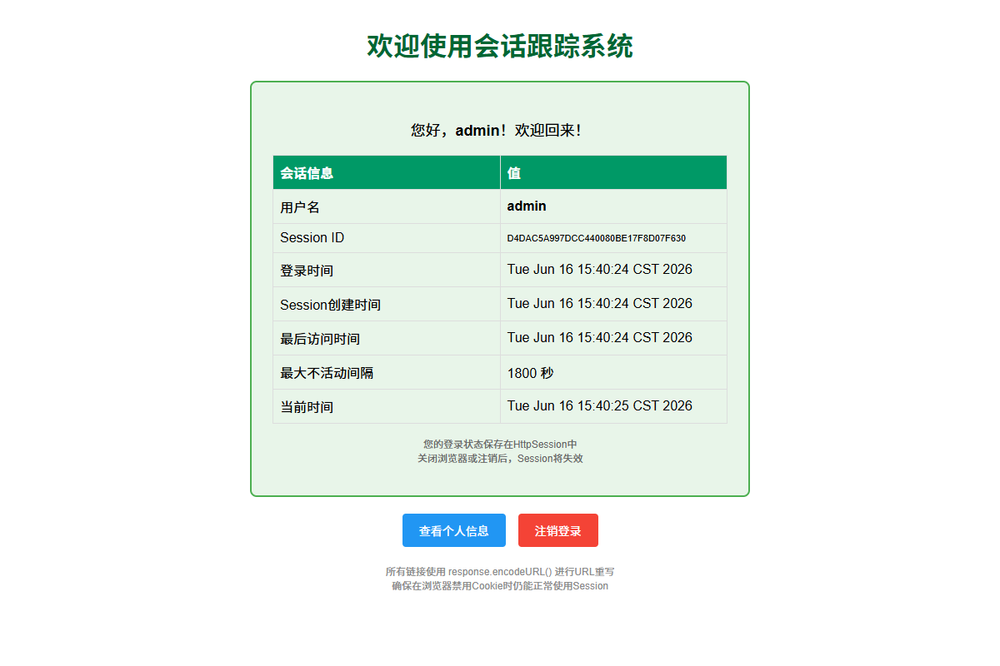 欢迎使用会话跟踪系统
您好，admin！欢迎回来！
会话信息 值
用户名 admin
Session ID D4DAC5A997DCC440080BE17F8D07F630
登录时间 Tue Jun 16 15:40:24 CST 2026
Session创建时间 Tue Jun 16 15:40:24 CST 2026
最后访问时间 Tue Jun 16 15:40:24 CST 2026
最大不活动间隔 1800 秒
当前时间 Tue Jun 16 15:40:25 CST 2026
您的登录状态保存在HttpSession中
关闭浏览器或注销后，Session将失效
查看个人信息 注销登录
所有链接使用 response.encodeURL() 进行URL重写
确保在浏览器禁用Cookie时仍能正常使用Session